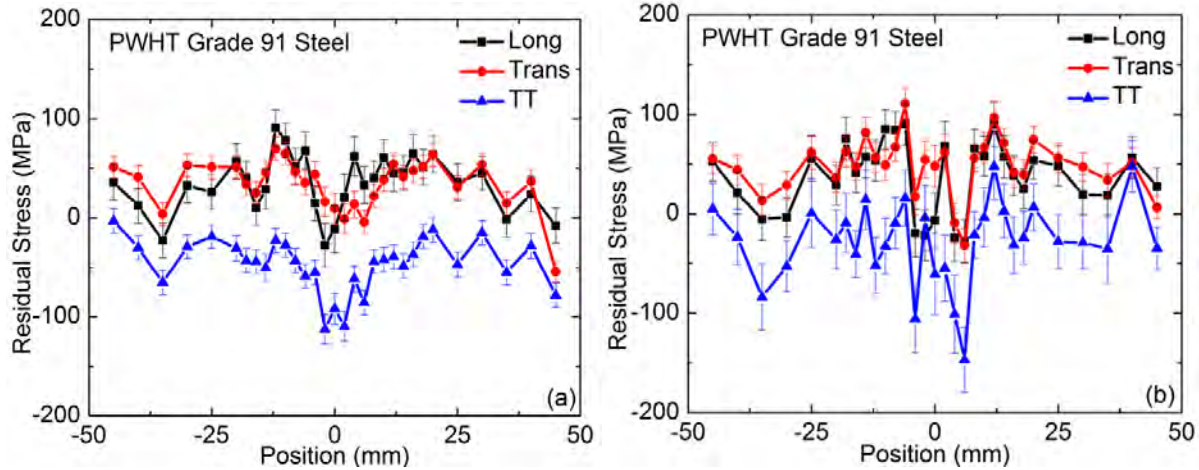 200
100
0
-100
-200
Residual Stress (MPa)
PWHT Grade 91 Steel
Long
Trans
TT
(a)
-50
-25
0
25
50
Position (mm)
200
100
0
-100
-200
Residual Stress (MPa)
PWHT Grade 91 Steel
Long
Trans
TT
(b)
-50
-25
0
25
50
Position (mm)